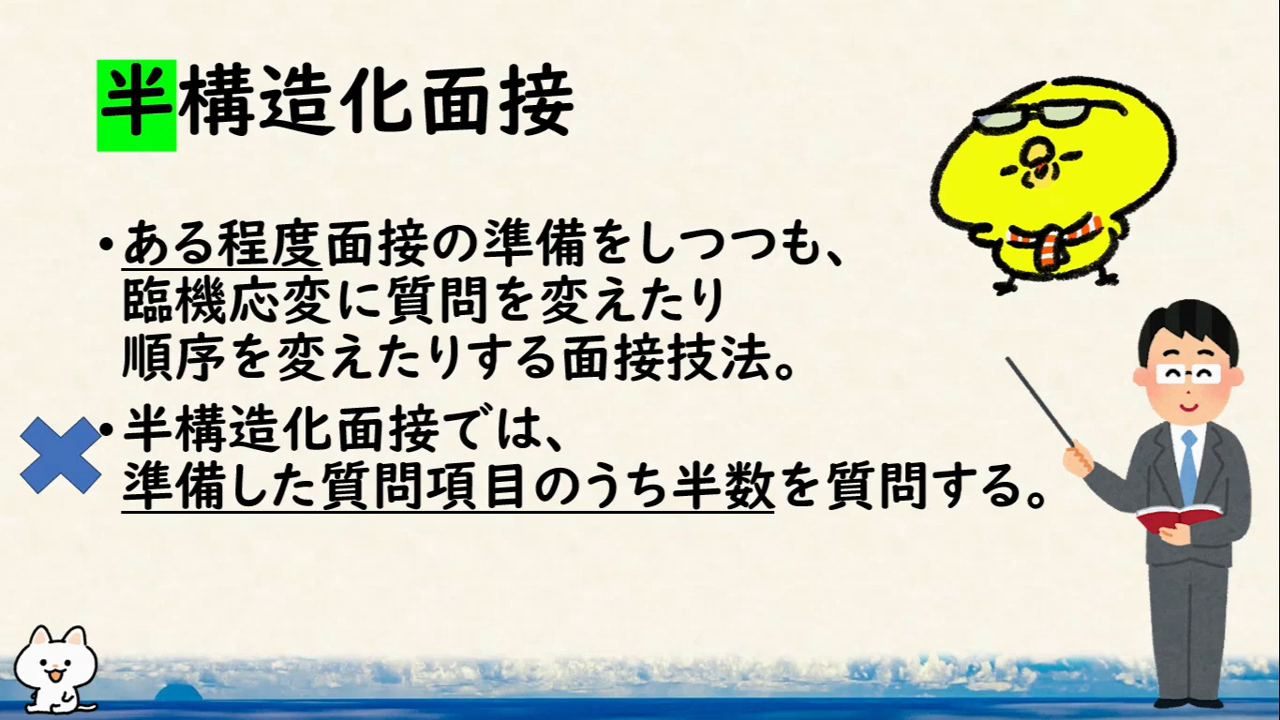 半構造化面接
•ある程度面接の準備をしつつも、
臨機応変に質問を変えたり
順序を変えたりする面接技法。
•半構造化面接では、
準備した質問項目のうち半数を質問する。